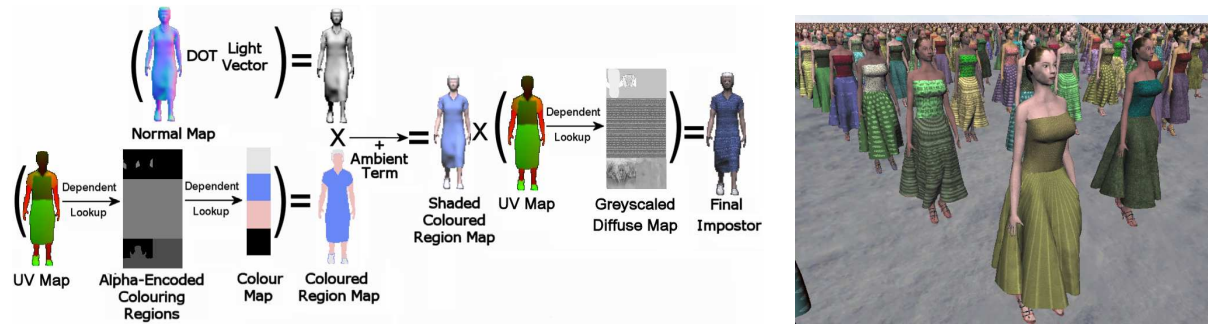 DOT Light
Vector
=
Normal Map
X
+
Ambient
Term
=
X
Dependent
Lookup
=
Dependent
Lookup
Dependent
Lookup
=
Shaded
Coloured
Region Map
UV Map
Greyscaled
Diffuse Map
Final
Impostor
UV Map
Alpha-Encoded
Colouring
Regions
Colour
Map
Coloured
Region Map